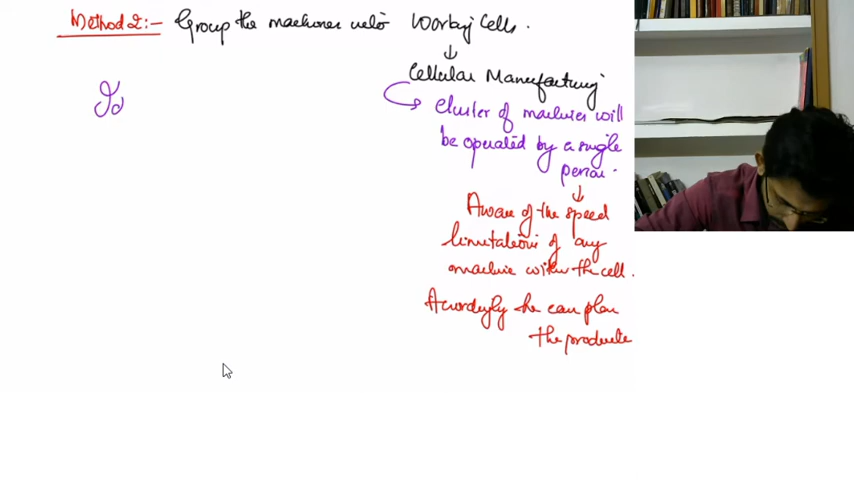 Method 2:- Group the machines into Working Cells.
Cellular Manufacturing
Cluster of machines will
be operated by a single
person.
Aware of the speed
limitations of any
machine within the cell.
Accordingly he can plan
the products